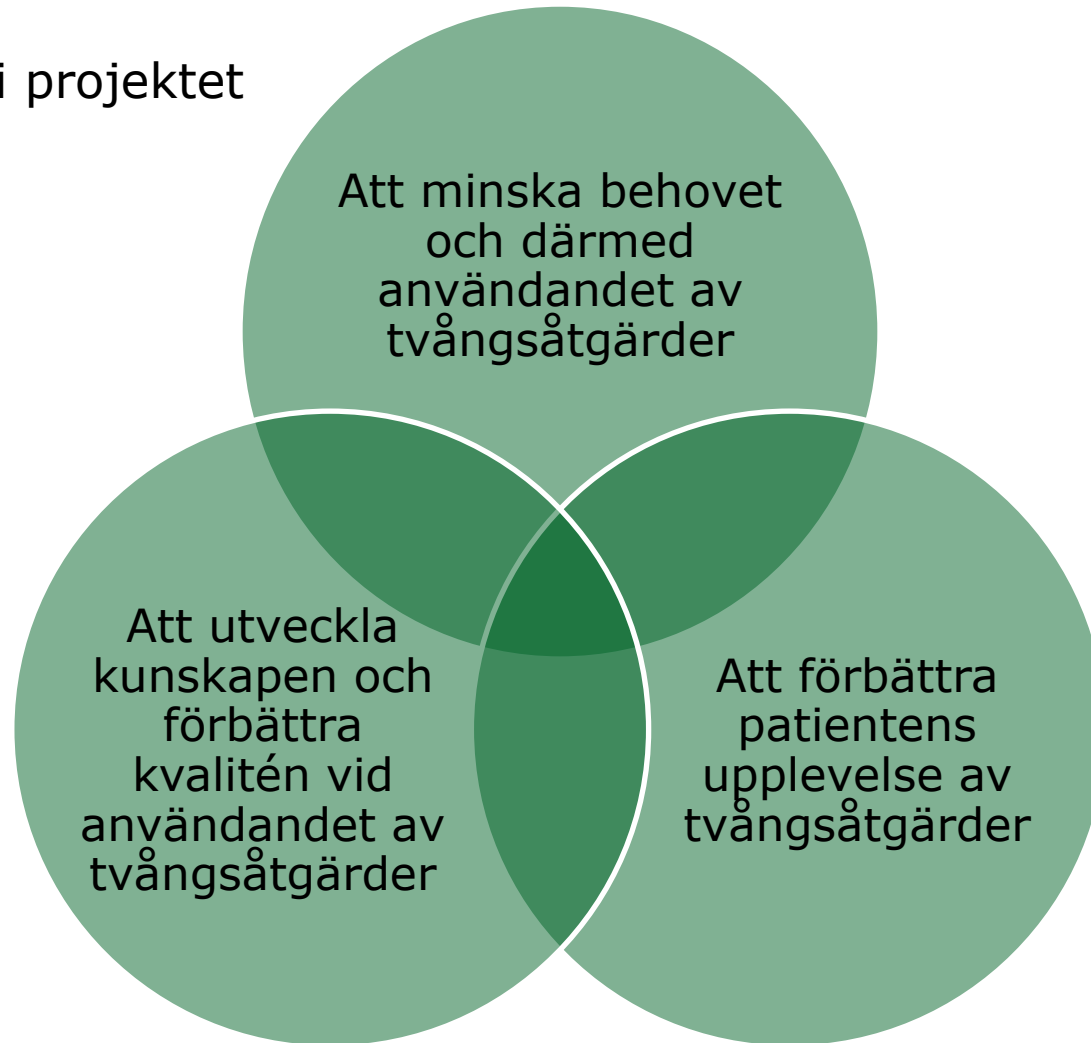 i projektet
Att minska behovet
och därmed
användandet av
tvångsåtgärder
Att utveckla
kunskapen och
förbättra
kvalitén vid
användandet av
tvångsåtgärder
Att förbättra
patientens
upplevelse av
tvångsåtgärder